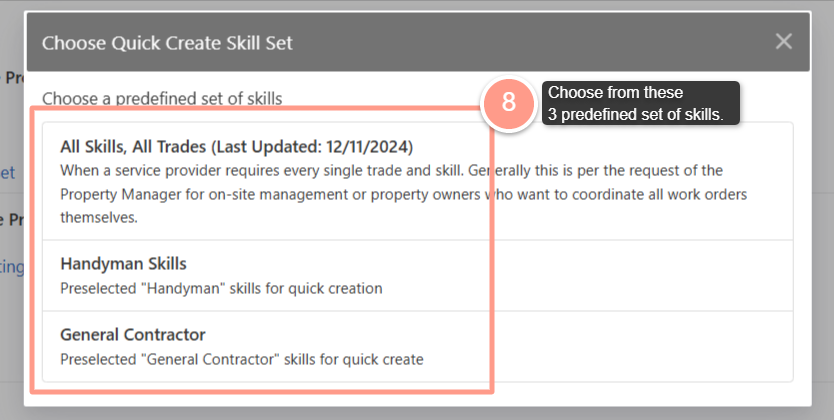 Choose Quick Create Skill Set
Choose a predefined set of skills
8
Choose from these
3 predefined set of skills.
All Skills, All Trades (Last Updated: 12/11/2024)
When a service provider requires every single trade and skill. Generally this is per the request of the
Property Manager for on-site management or property owners who want to coordinate all work orders
themselves.
Handyman Skills
Preselected "Handyman" skills for quick creation
General Contractor
Preselected "General Contractor" skills for quick create